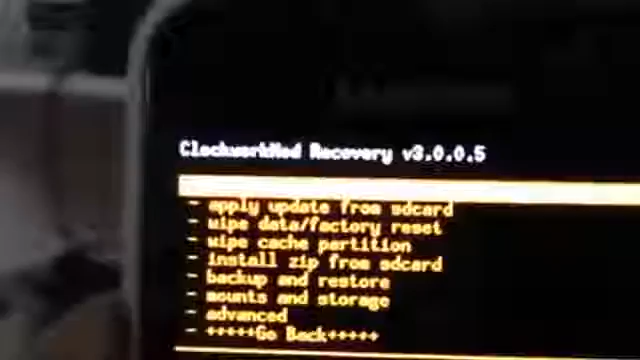 ClockworkMod Recovery v3.0.0.5
- apply update from sdcard
- wipe data/factory reset
- wipe cache partition
- install zip from sdcard
- backup and restore
- mounts and storage
- advanced
- +++++Go Back+++++